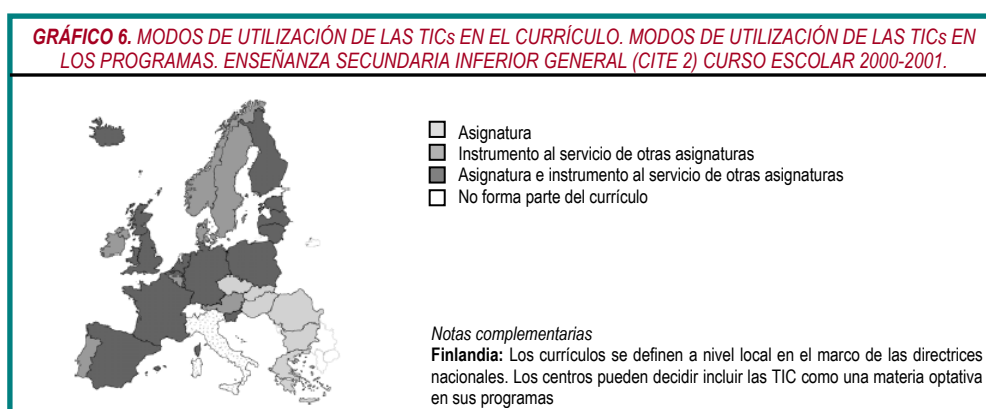 GRÁFICO 6. MODOS DE UTILIZACIÓN DE LAS TICs EN EL CURRÍCULO. MODOS DE UTILIZACIÓN DE LAS TICs EN
LOS PROGRAMAS. ENSEÑANZA SECUNDARIA INFERIOR GENERAL (CITE 2) CURSO ESCOLAR 2000-2001.
Asignatura
Instrumento al servicio de otras asignaturas
Asignatura e instrumento al servicio de otras asignaturas
No forma parte del currículo
Notas complementarias
Finlandia: Los currículos se definen a nivel local en el marco de las directrices
nacionales. Los centros pueden decidir incluir las TIC como una materia optativa
en sus programas